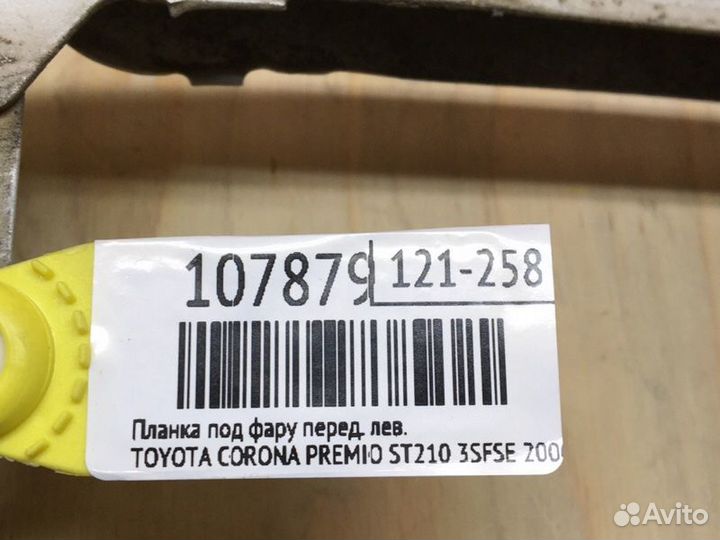 107879 121-258
Планка под фару перед. лев.
TOYOTA CORONA PREMIO ST210 3SFSE 200
Avito